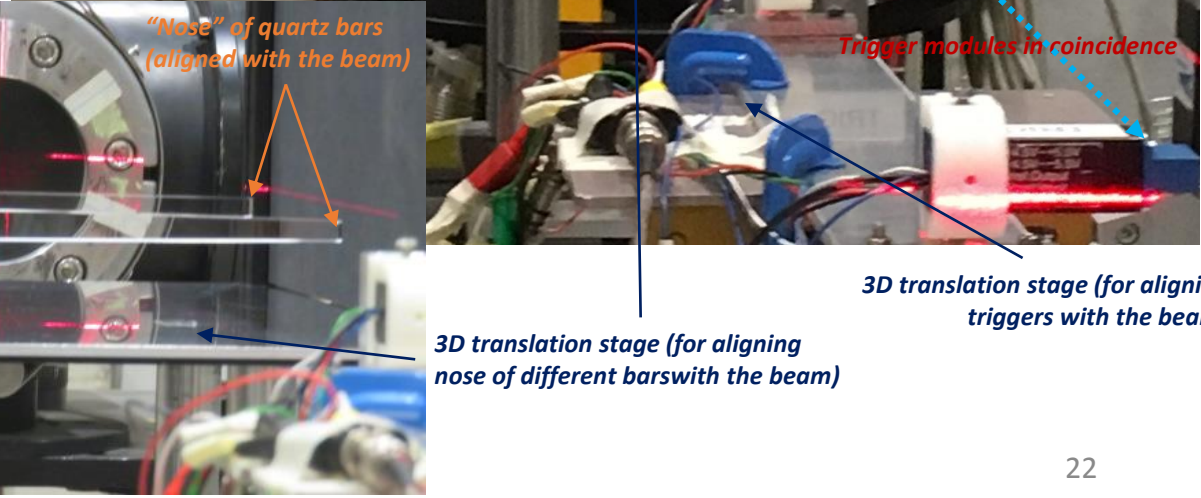 “Nose” of quartz bars
(aligned with the beam)
Trigger modules in coincidence
3D translation stage (for aligning
nose of different barswith the beam)
3D translation stage (for aligni
triggers with the bea
22